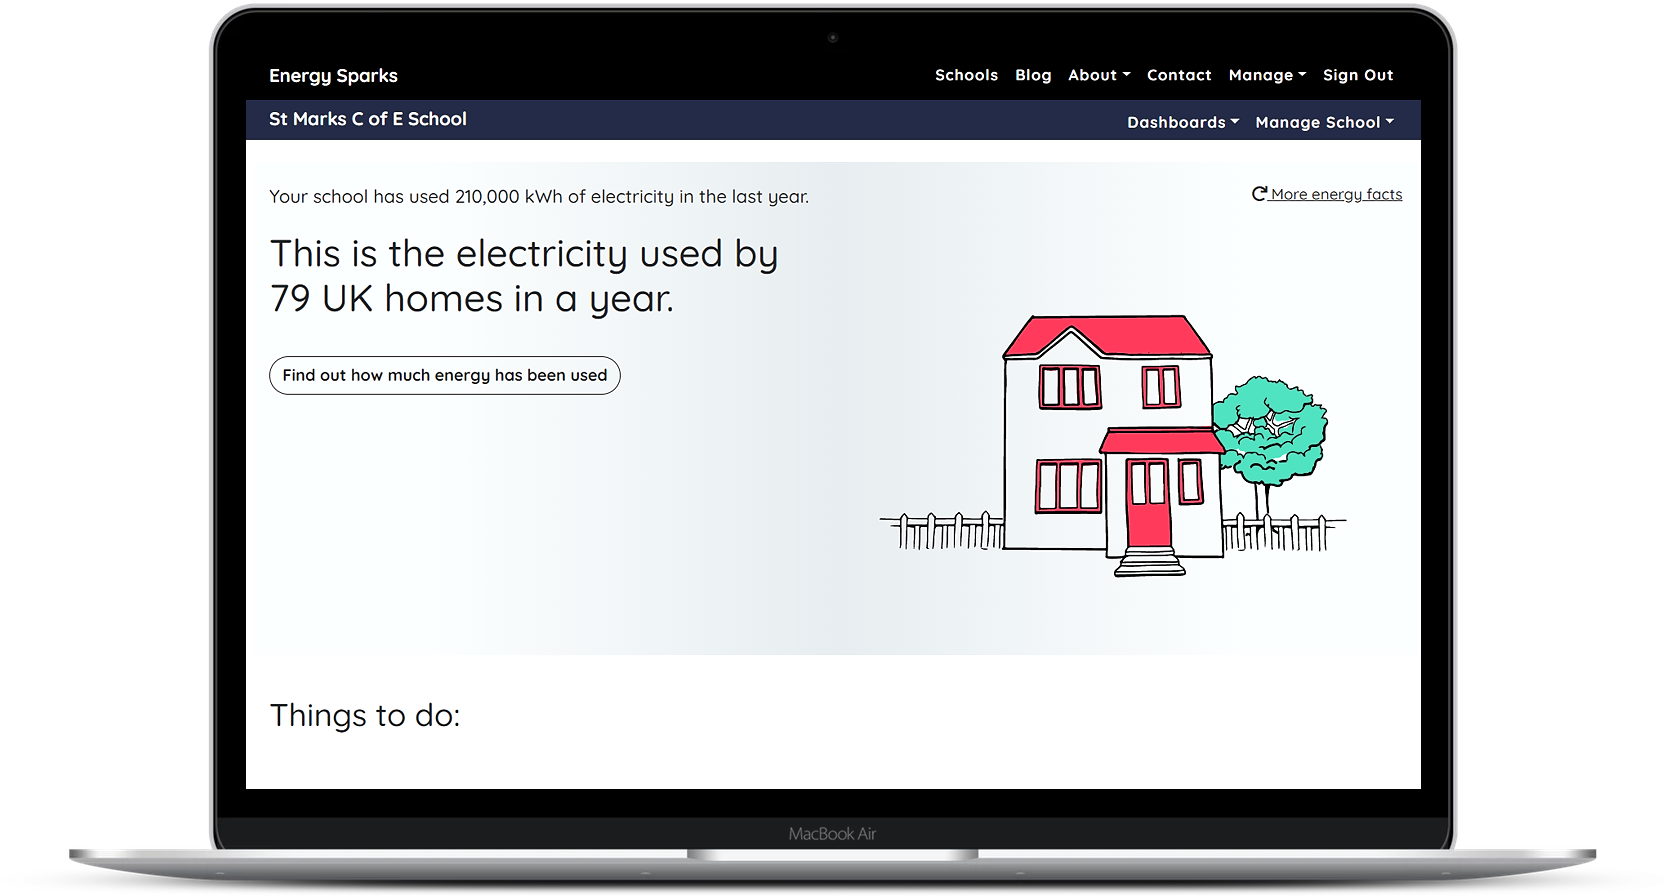 Energy Sparks
Schools Blog About Contact Manage Sign Out
St Marks C of E School
Dashboards Manage School
Your school has used 210,000 kWh of electricity in the last year.
More energy facts
This is the electricity used by
79 UK homes in a year.
Find out how much energy has been used
Things to do:
MacBook Air